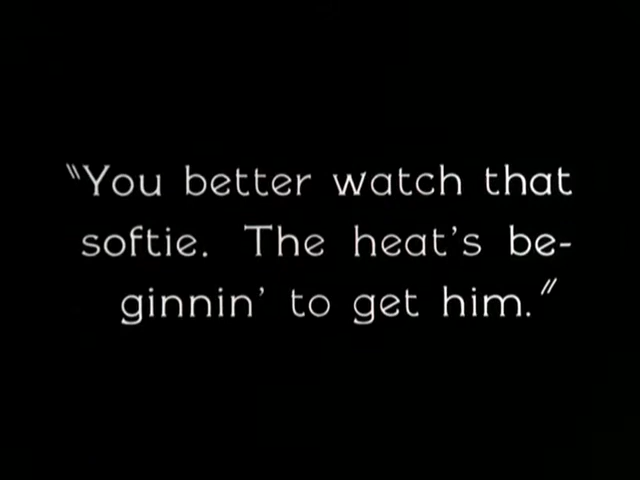 "You better watch that
softie. The heat's be-
ginnin' to get him."